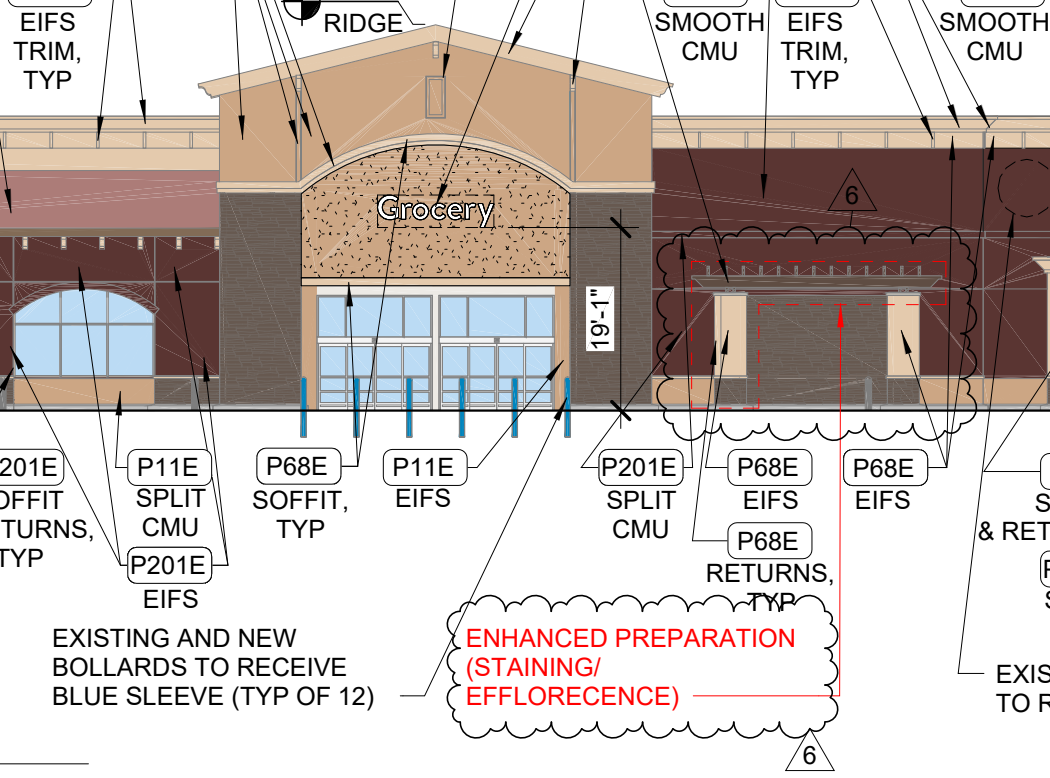 EIFS
TRIM,
TYP
RIDGE
SMOOTH
CMU
EIFS
TRIM,
TYP
SMOOTH
CMU
6
Grocery
19'-1"
201E
OFFIT
TURNS,
TYP
P11E
SPLIT
CMU
P201E
EIFS
P68E
SOFFIT,
TYP
P11E
EIFS
P201E
SPLIT
CMU
P68E
EIFS
P68E
RETURNS,
TYP
P68E
EIFS
& RET
EXISTING AND NEW
BOLLARDS TO RECEIVE
BLUE SLEEVE (TYP OF 12)
ENHANCED PREPARATION
(STAINING/
EFFLORECENCE)
6
EXIS
TO R